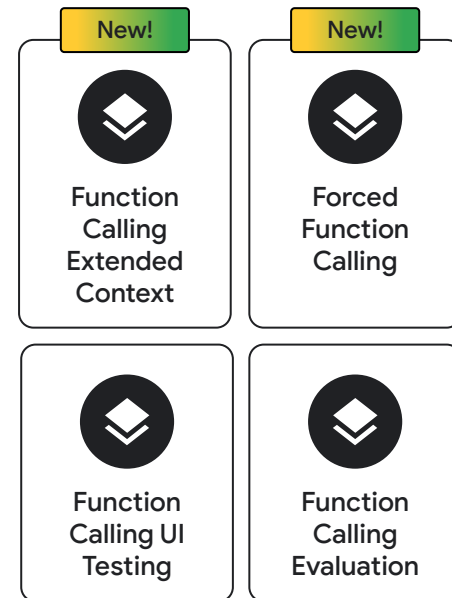 New!
Function
Calling
Extended
Context
New!
Forced
Function
Calling
Function
Calling UI
Testing
Function
Calling
Evaluation